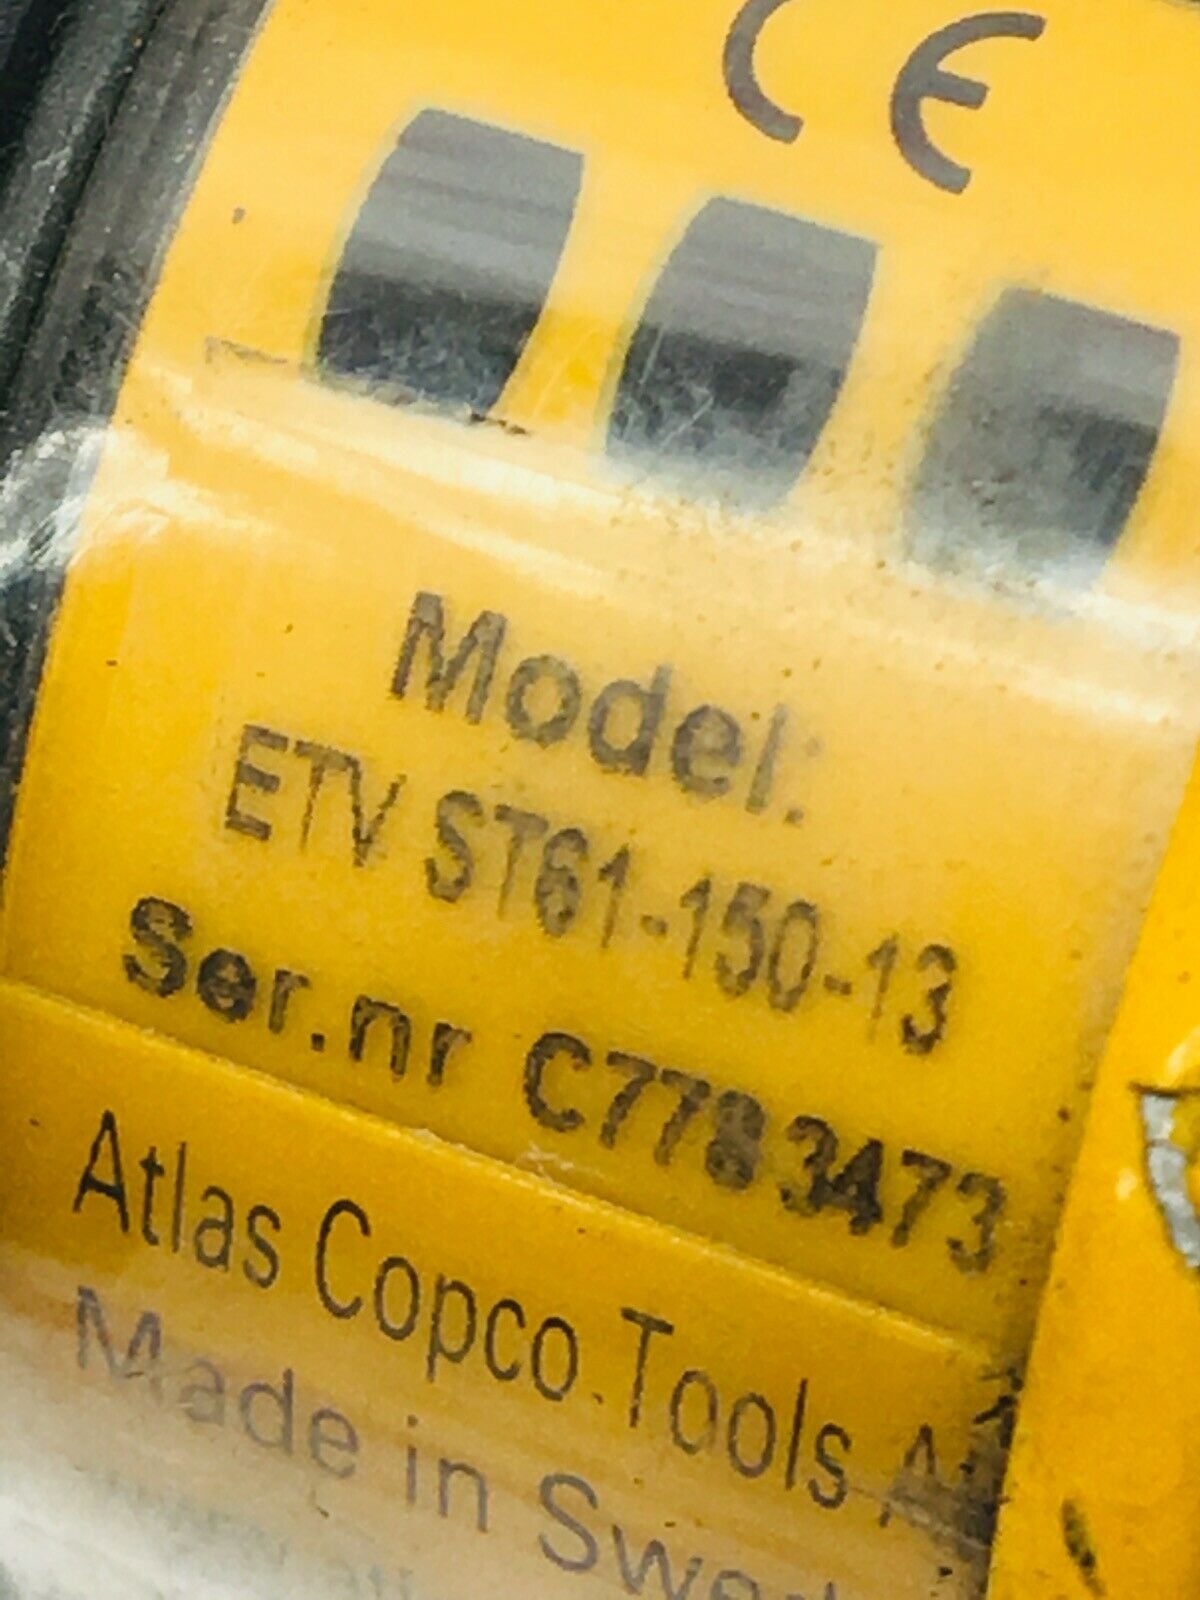 CE
Model:
ETV ST61-150-13
Ser.nr C7783473
Atlas Copco Tools
Made in